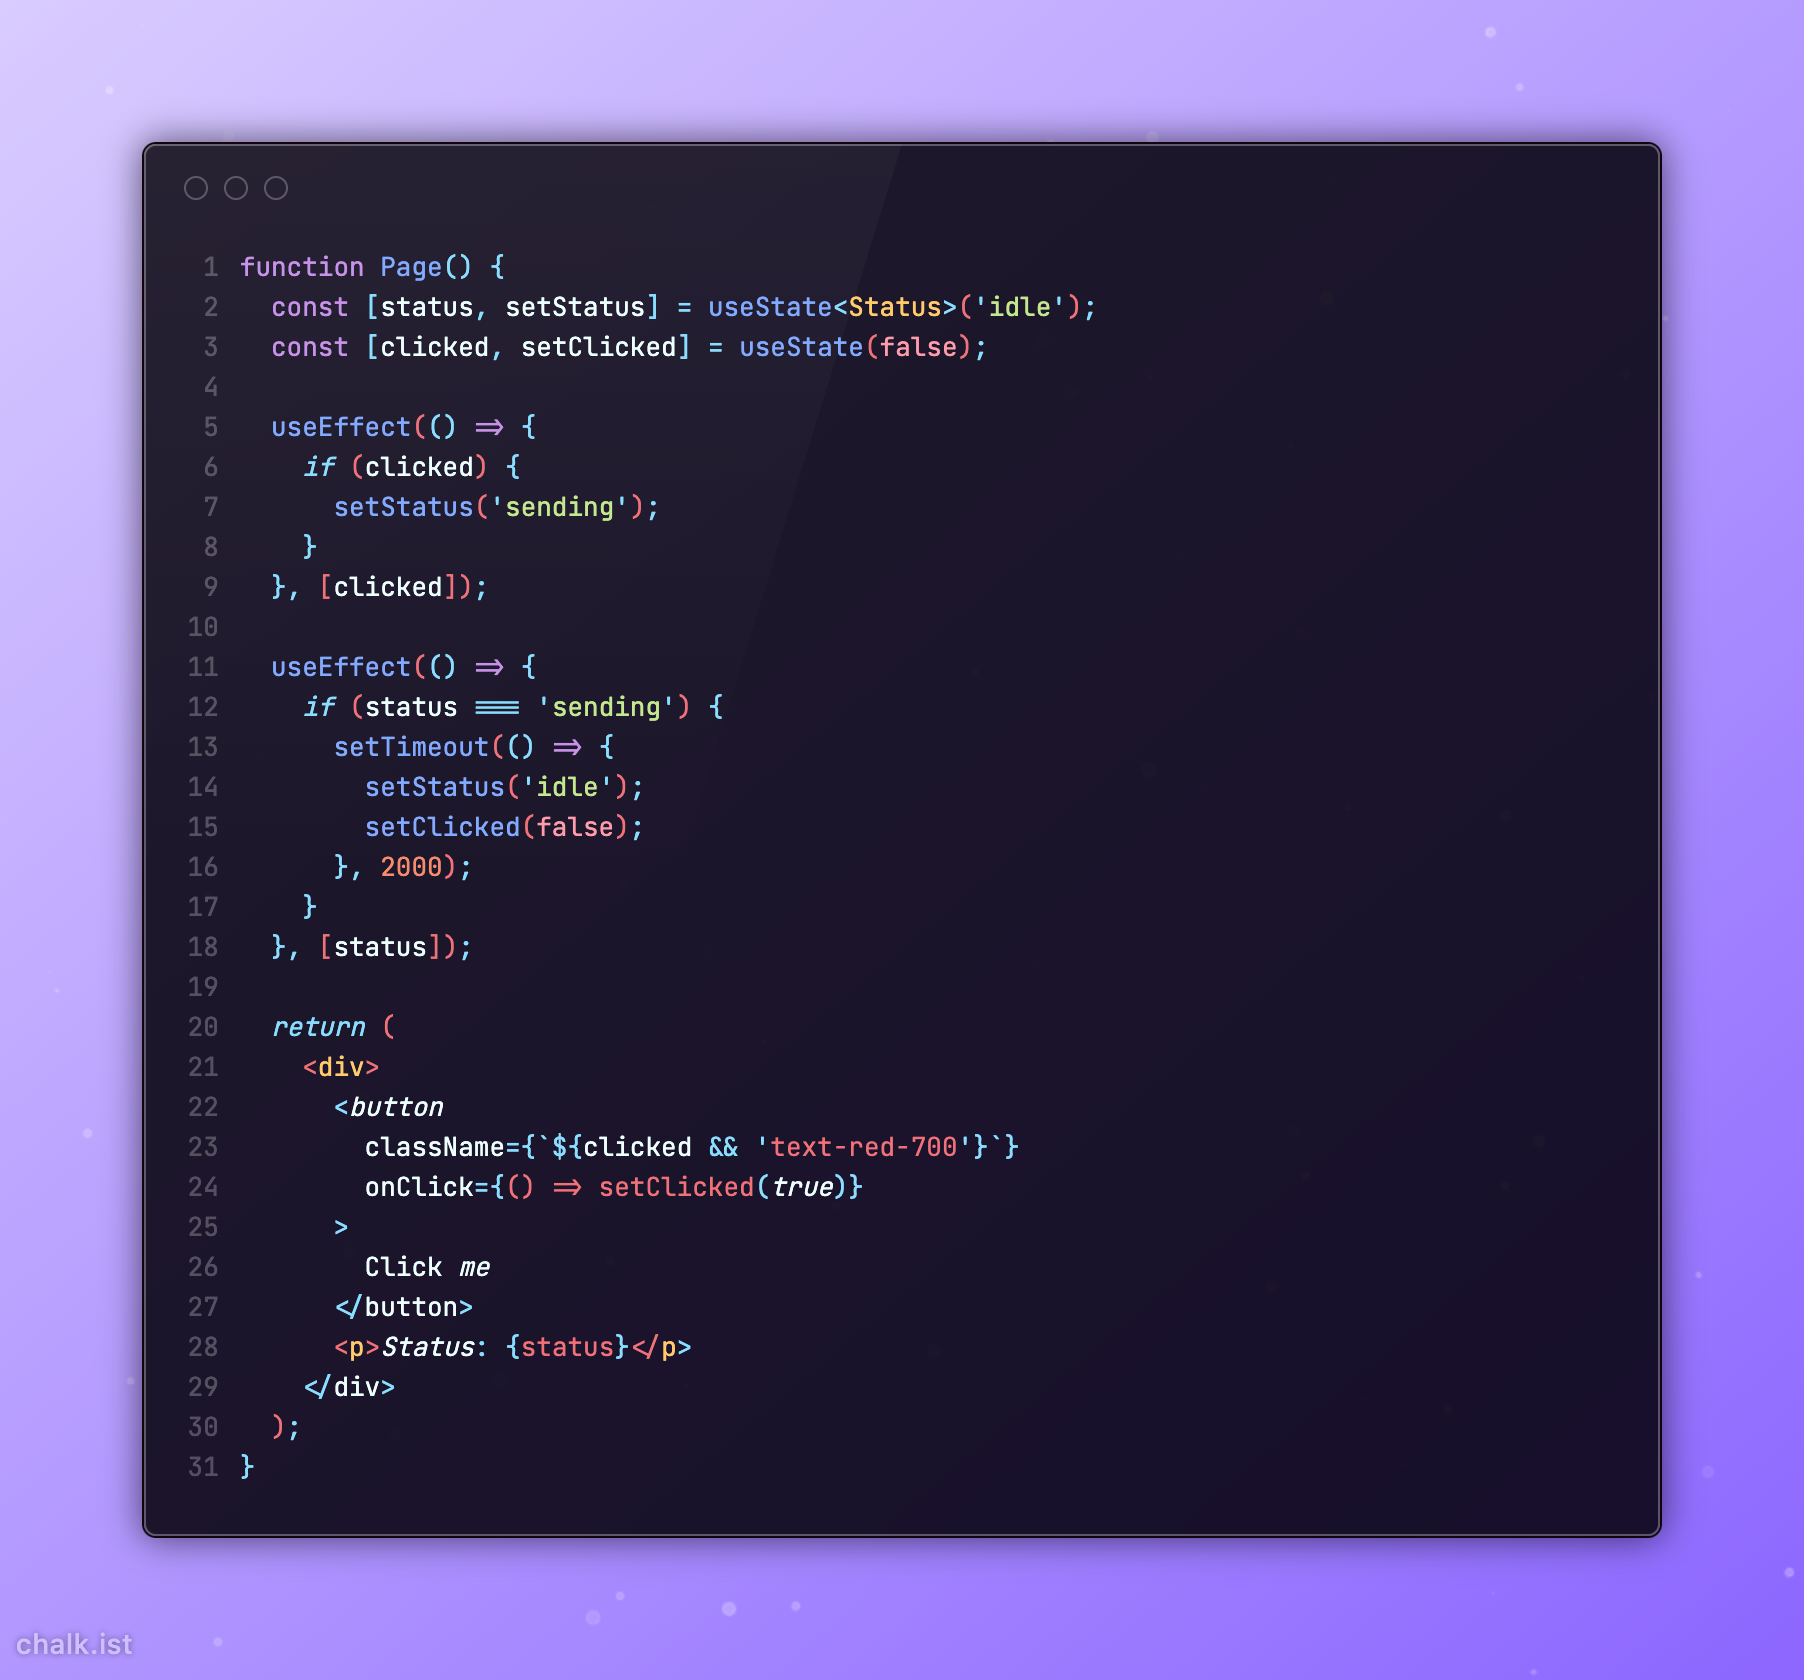 1 function Page() {
2   const [status, setStatus] = useState<Status>('idle');
3   const [clicked, setClicked] = useState(false);
4
5   useEffect(() => {
6     if (clicked) {
7       setStatus('sending');
8     }
9   }, [clicked]);
10
11   useEffect(() => {
12     if (status === 'sending') {
13       setTimeout(() => {
14         setStatus('idle');
15         setClicked(false);
16       }, 2000);
17     }
18   }, [status]);
19
20   return (
21     <div>
22       <button
23         className={`${clicked && 'text-red-700'}`}
24         onClick={() => setClicked(true)}
25       >
26         Click me
27       </button>
28       <p>Status: {status}</p>
29     </div>
30   );
31 }
chalk.ist